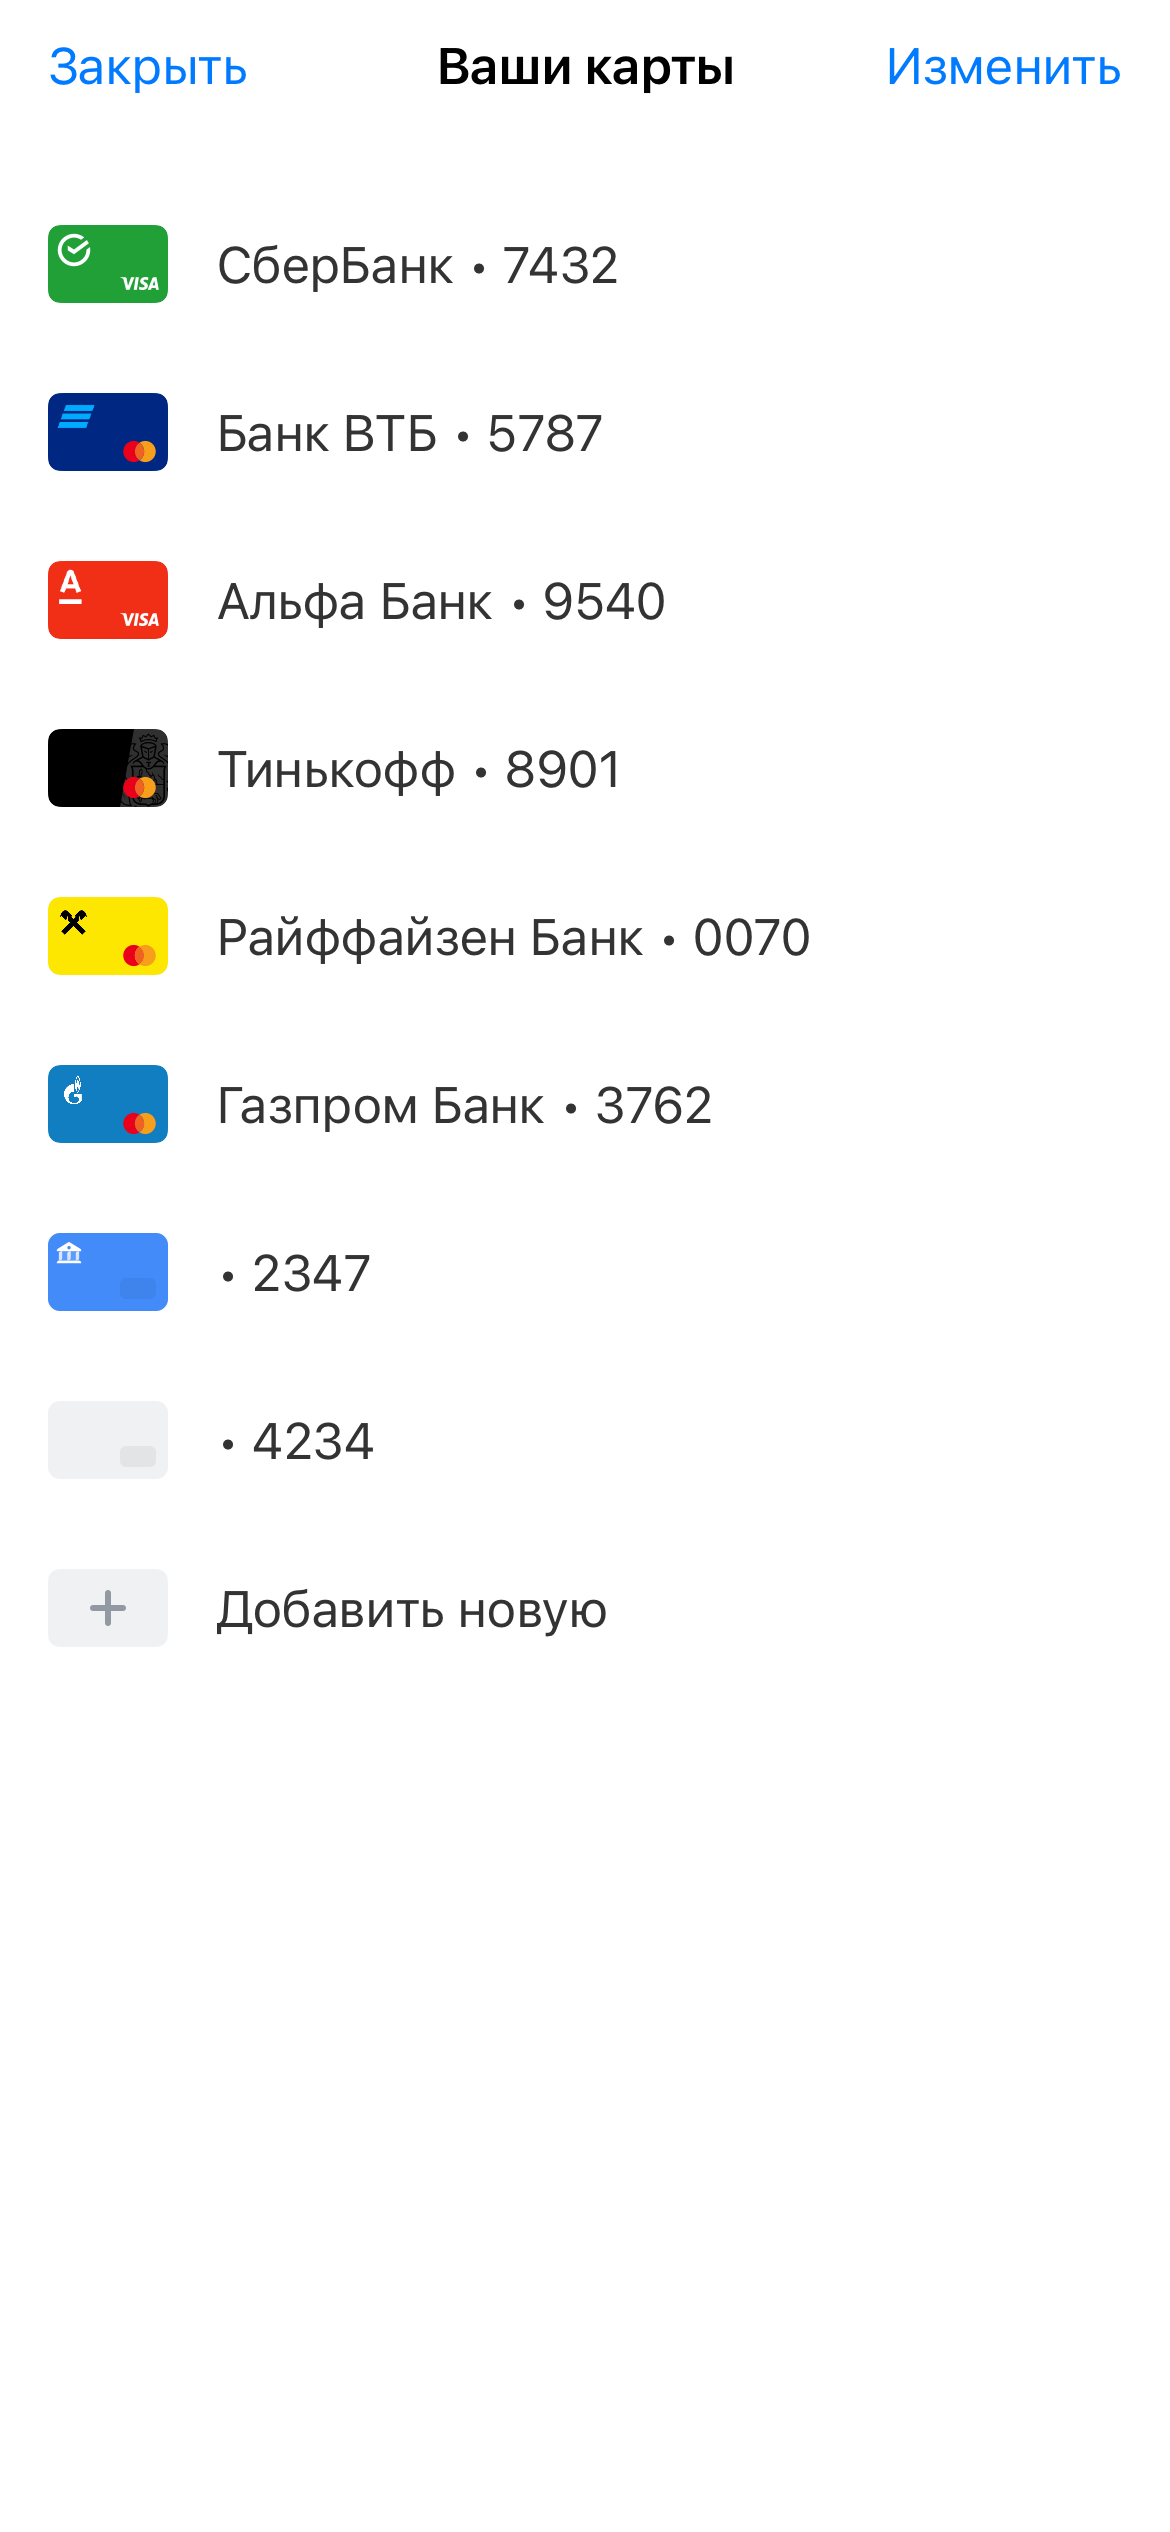 Закрыть Ваши карты Изменить
СберБанк • 7432
VISA
Банк ВТБ • 5787
Альфа Банк • 9540
VISA
Тинькофф • 8901
Райффайзен Банк • 0070
Газпром Банк • 3762
• 2347
• 4234
Добавить новую